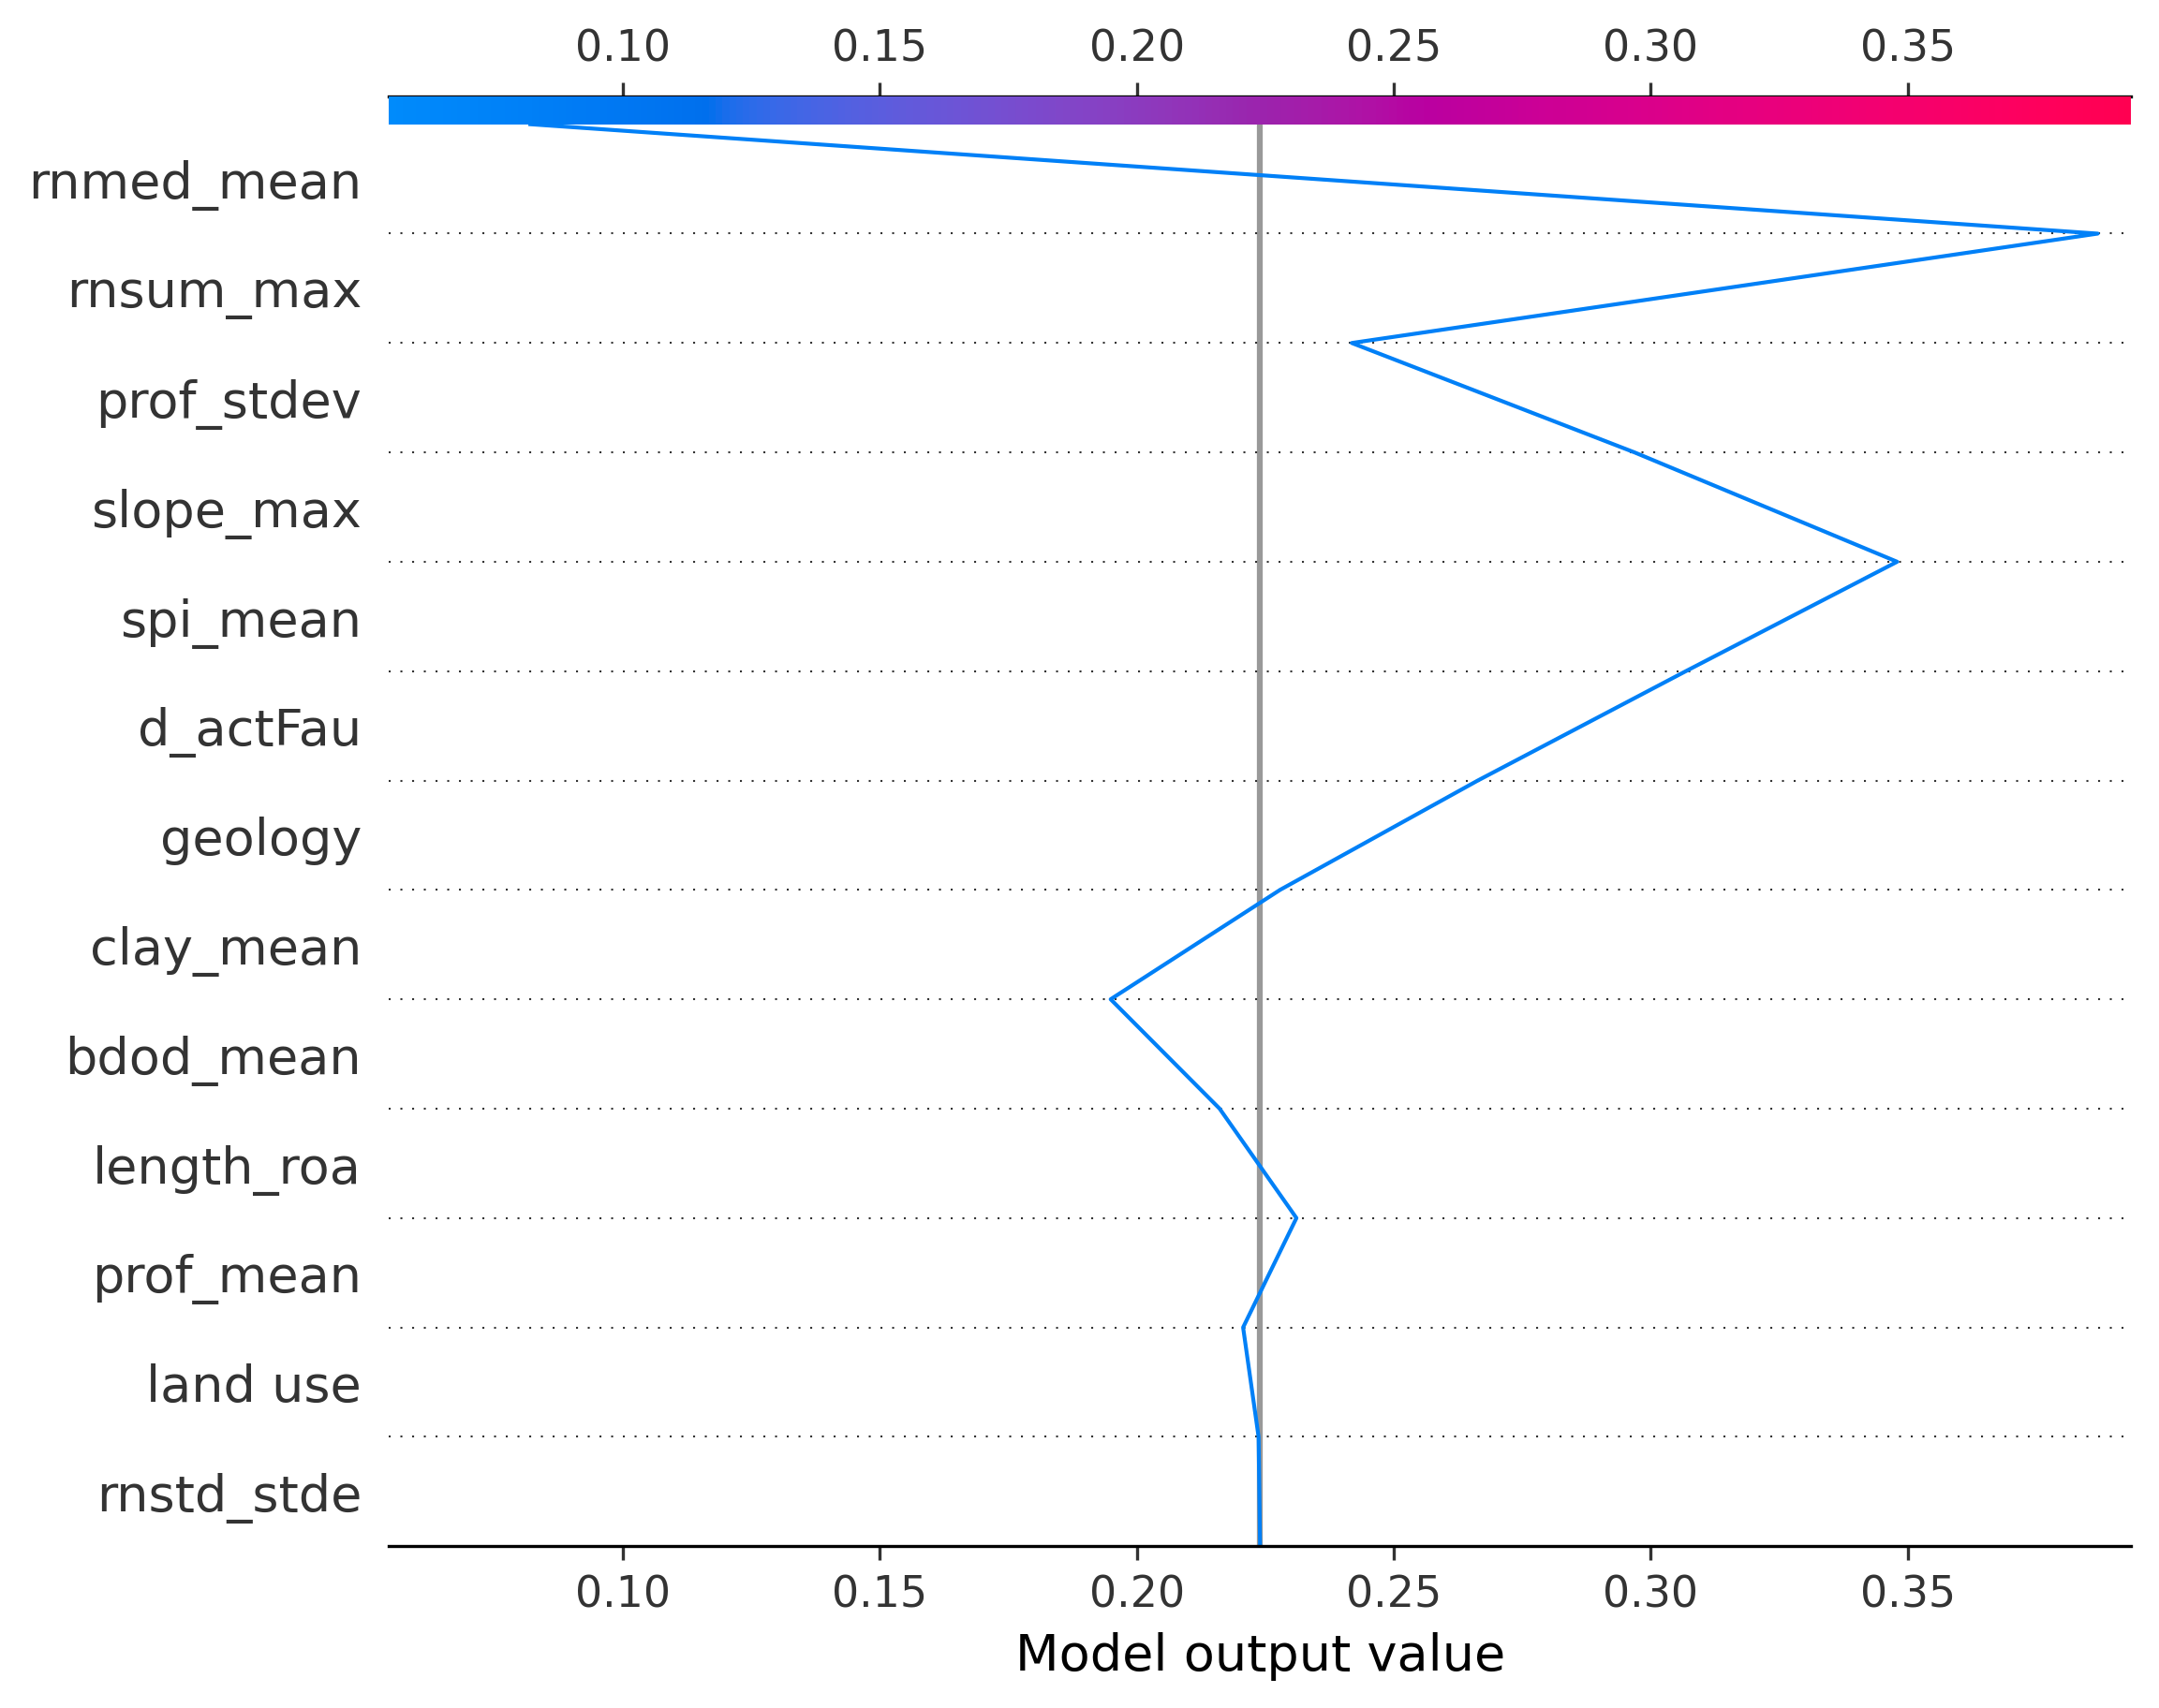 0.10 0.15 0.20 0.25 0.30 0.35
rnmed_mean
rnsum_max
prof_stdev
slope_max
spi_mean
d_actFau
geology
clay_mean
bdod_mean
length_roa
prof_mean
land use
rnstd_stde
0.10 0.15 0.20 0.25 0.30 0.35
Model output value